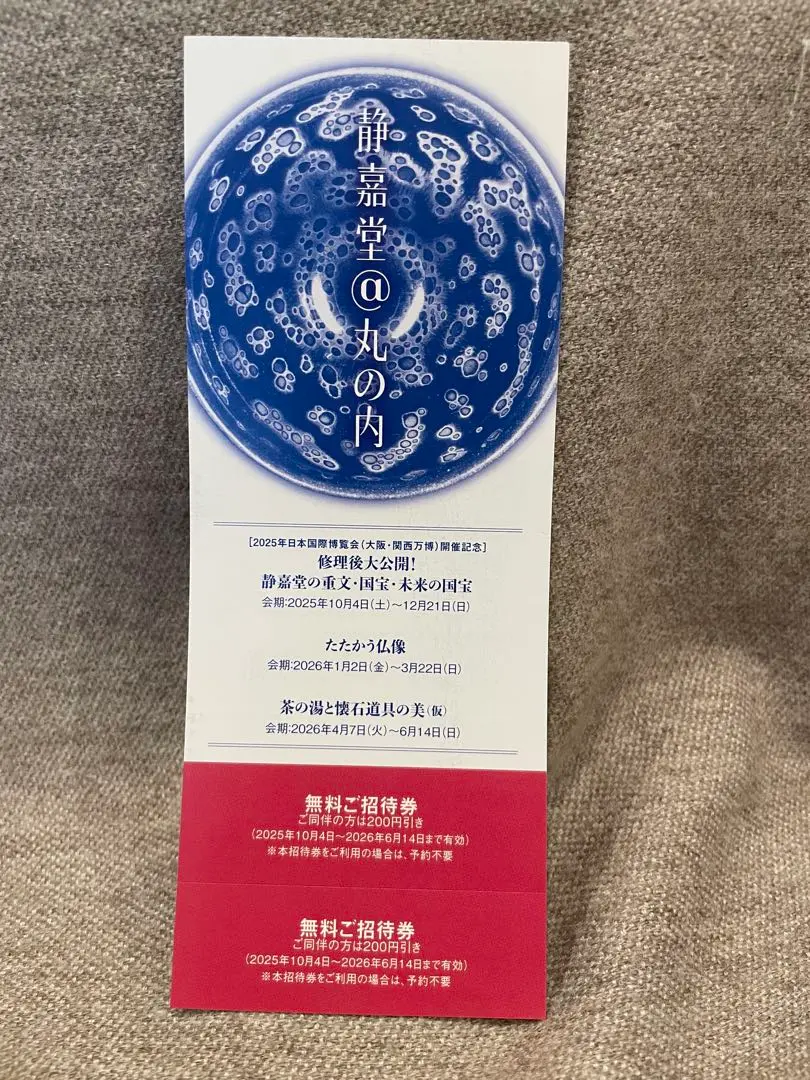 静嘉堂@丸の内
[2025年日本国際博覧会(大阪・関西万博)開催記念]
修理後大公開!
静嘉堂の重文・国宝・未来の国宝
会期:2025年10月4日(土)〜12月21日(日)
たたかう仏像
会期:2026年1月2日(金)〜3月22日(日)
茶の湯と懐石道具の美(仮)
会期:2026年4月7日(火)〜6月14日(日)
無料ご招待券
ご同伴の方は200円引き
(2025年10月4日〜2026年6月14日まで有効)
※本招待券をご利用の場合は、予約不要
無料ご招待券
ご同伴の方は200円引き
(2025年10月4日〜2026年6月14日まで有効)
※本招待券をご利用の場合は、予約不要